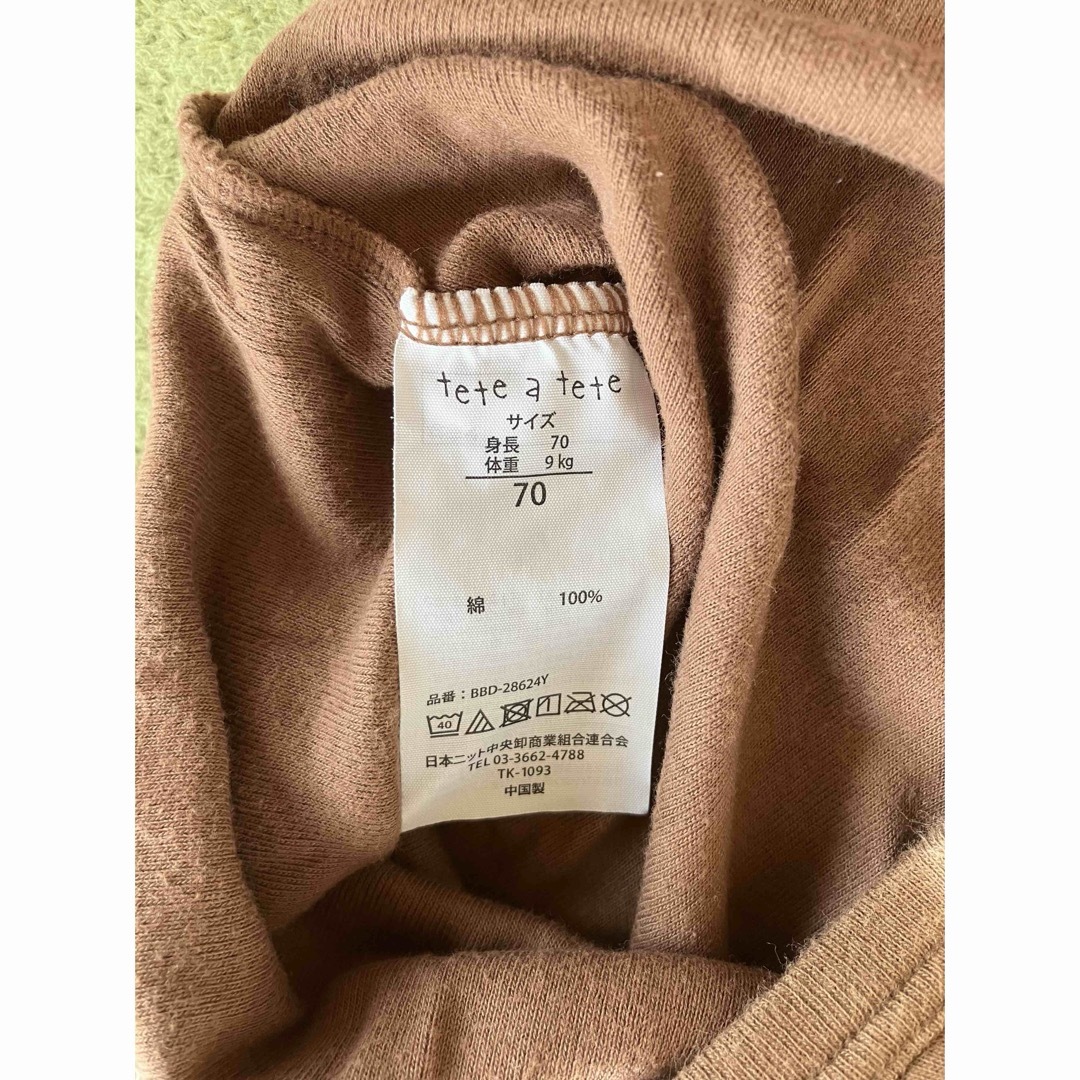 tete a tete
サイズ
身長 70
体重 9kg
70
綿 100%
品番：BBD-28624Y
40
日本ニット中央卸商業組合連合会
TEL 03-3662-4788
TK-1093
中国製